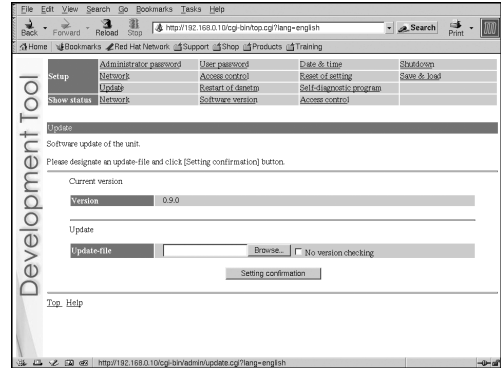 File Edit View Search Go Bookmarks Tasks Help
Back Forward Reload Stop http://192.168.0.10/cgi-bin/top.cgi?lang=english Search Print
Home Bookmarks Red Hat Network Support Shop Products Training
Administrator password User password Date & time Shutdown
Setup Network Access control Reset of setting Save & load
Update Restart of dsnetm Self-diagnostic program
Show status Network Software version Access control
Development Tool
Update
Software update of the unit.
Please designate an update-file and click [Setting confirmation] button.
Current version
Version 0.9.0
Update
Update-file Browse... No version checking
Setting confirmation
Top Help
http://192.168.0.10/cgi-bin/admin/update.cgi?lang=english